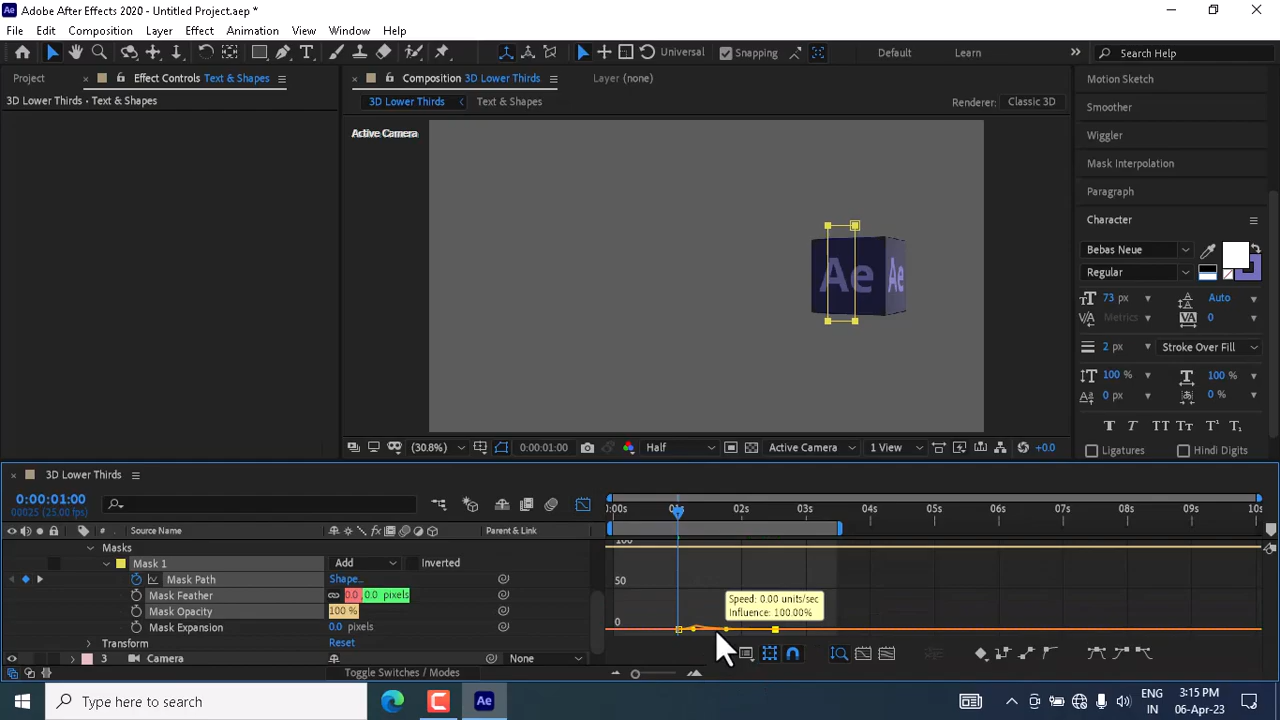 Adobe After Effects 2020 - Untitled Project.aep *
File Edit Composition Layer Effect Animation View Window Help
Universal Snapping Default Learn Search Help
Project Effect Controls Text & Shapes Composition 3D Lower Thirds Layer (none) Motion Sketch
3D Lower Thirds • Text & Shapes 3D Lower Thirds Text & Shapes Renderer: Classic 3D
Smoother
Active Camera
Wiggler
Mask Interpolation
Paragraph
Character
Bebas Neue
Regular
Ae Ae
73 px Auto
Metrics 0
2 px Stroke Over Fill
100 % 100 %
0 px 0 %
T T TT Tт T¹ T₁
(30.8%) 0:00:01:00 Half Active Camera 1 View +0.0
Ligatures Hindi Digits
3D Lower Thirds
0:00:01:00
00025 (25.00 fps)
:00s 02s 03s 04s 05s 06s 07s 08s 09s 10s
# Source Name Parent & Link
Masks
100
Mask 1 Add Inverted
Mask Path Shape... 50
Mask Feather 0.0, 0.0 pixels
Speed: 0.00 units/sec
Influence: 100.00%
Mask Opacity 100 %
Mask Expansion 0.0 pixels 0
Transform Reset
3 Camera None
Toggle Switches / Modes
Type here to search
Ae
ENG
IN
3:15 PM
06-Apr-23